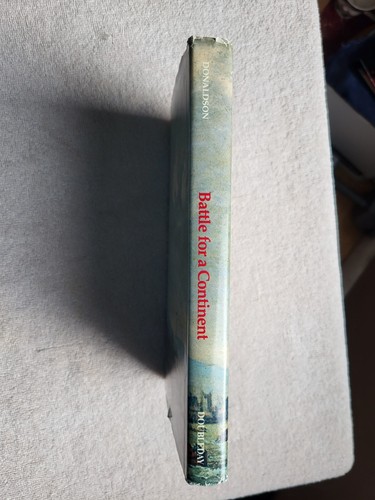 DONALDSON
Battle for a Continent
DOUBLEDAY